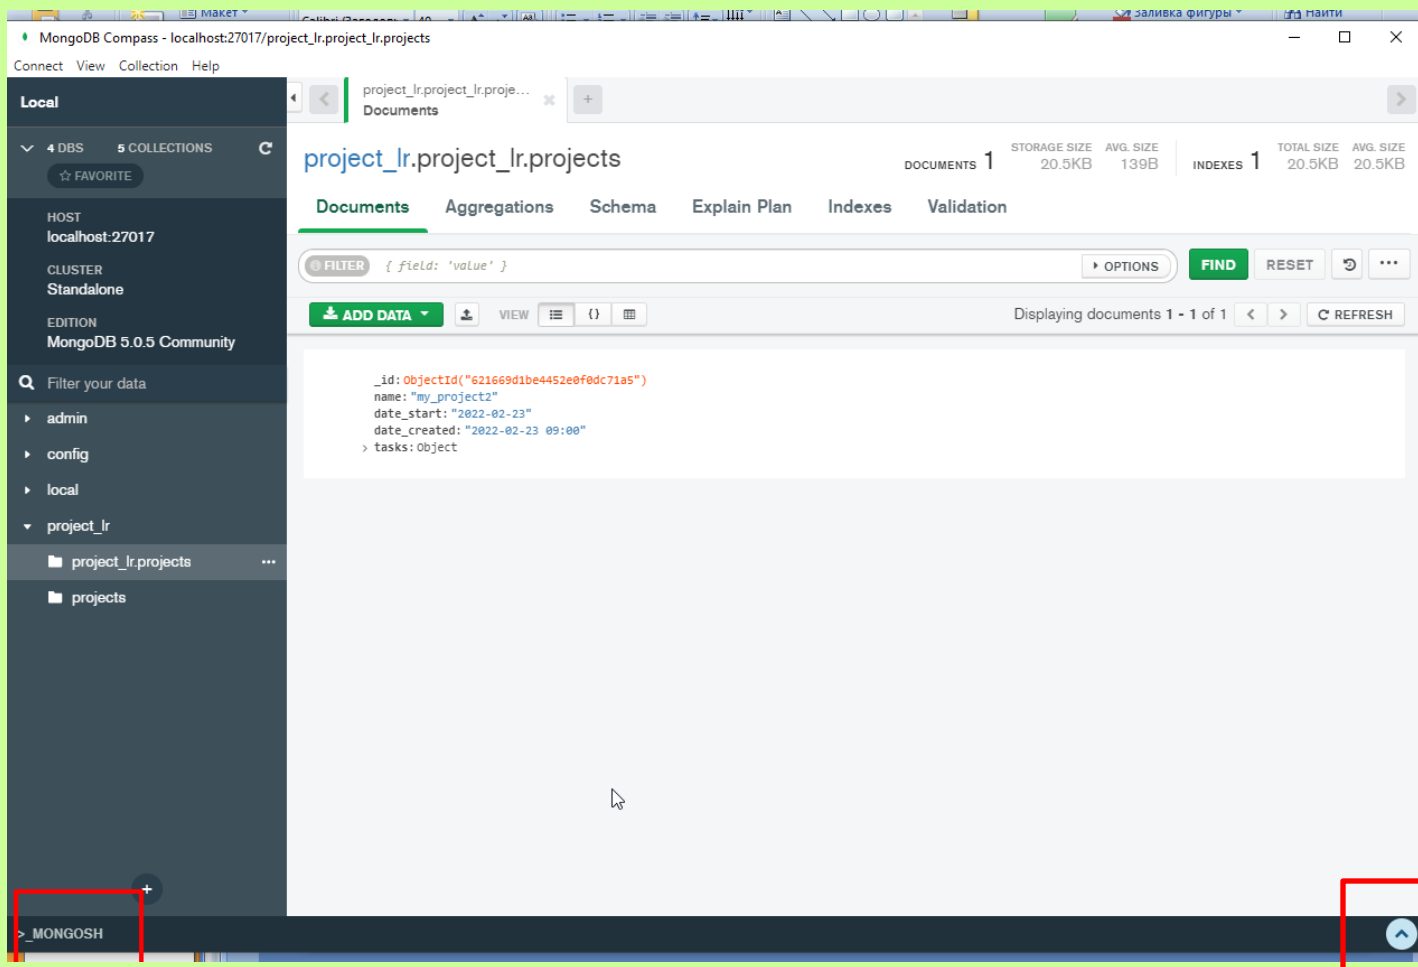 Макет
Заливка фигуры
Найти
MongoDB Compass - localhost:27017/project_lr.project_lr.projects
Connect View Collection Help
Local
4 DBS 5 COLLECTIONS
FAVORITE
HOST
localhost:27017
CLUSTER
Standalone
EDITION
MongoDB 5.0.5 Community
Filter your data
admin
config
local
project_lr
project_lr.projects
projects
>_MONGOSH
project_lr.project_lr.proje...
Documents
project_lr.project_lr.projects
DOCUMENTS 1
STORAGE SIZE AVG. SIZE
20.5KB 139B
INDEXES 1
TOTAL SIZE AVG. SIZE
20.5KB 20.5KB
Documents Aggregations Schema Explain Plan Indexes Validation
FILTER { field: 'value' } OPTIONS FIND RESET ...
ADD DATA VIEW {} Displaying documents 1 - 1 of 1 REFRESH
_id: ObjectId("621669d1be4452e0f0dc71a5")
name: "my_project2"
date_start: "2022-02-23"
date_created: "2022-02-23 09:00"
> tasks: Object